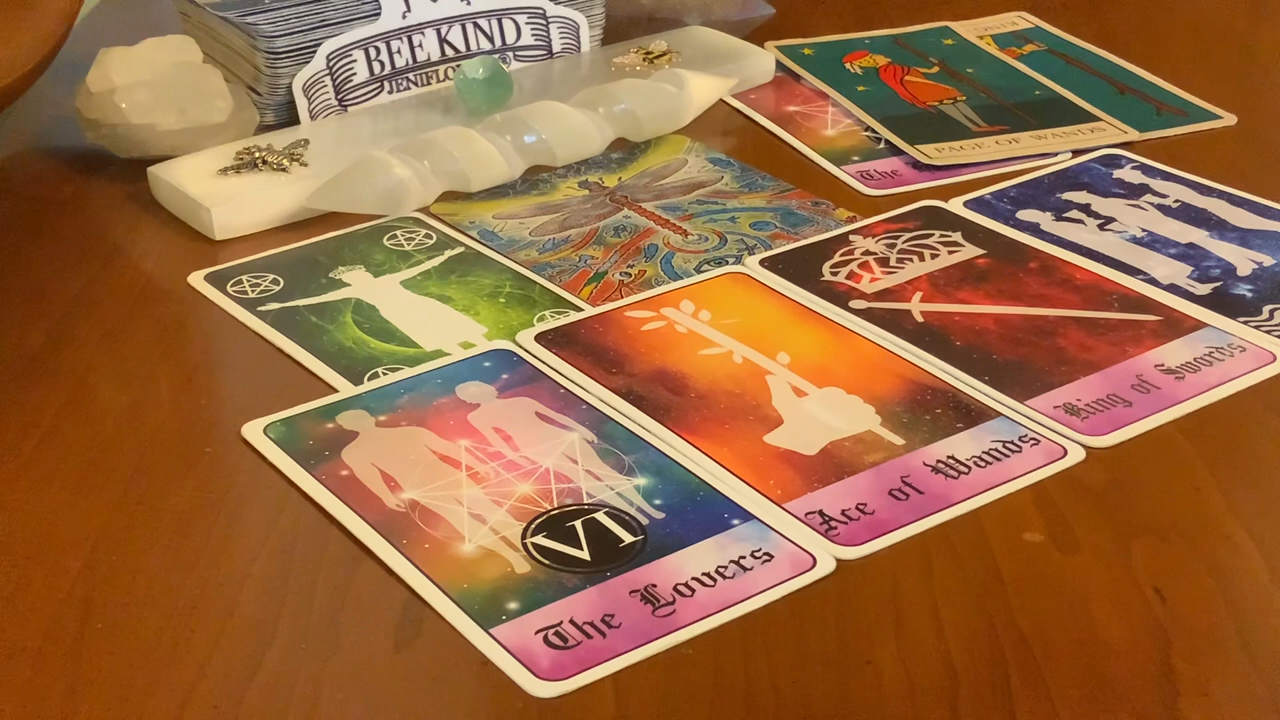 BEE KIND
PAGE OF WANDS
The
King of Swords
Ace of Wands
VI
The Lovers